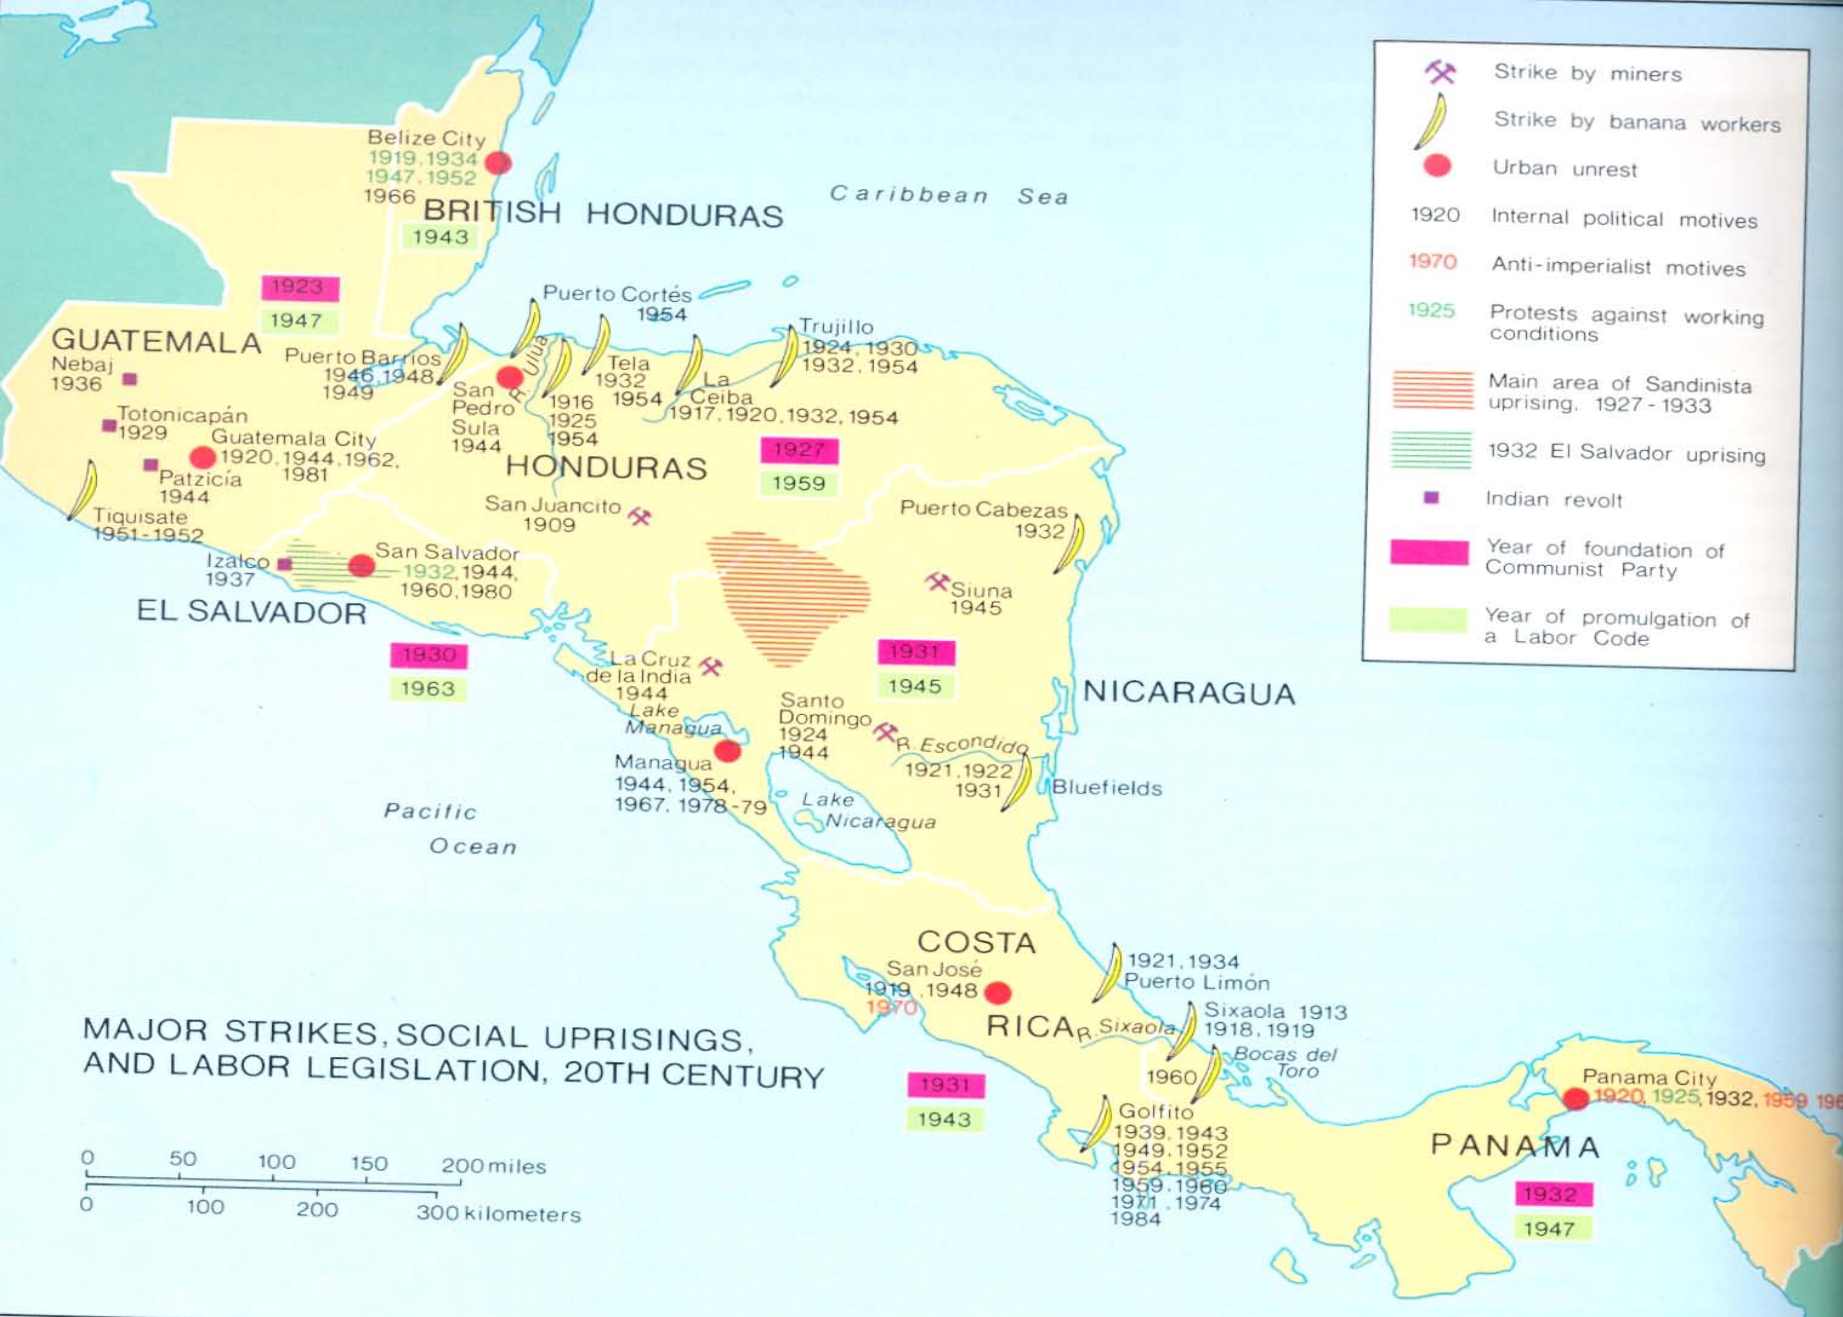 Strike by miners
Strike by banana workers
Urban unrest
1920 Internal political motives
1970 Anti-imperialist motives
1925 Protests against working
conditions
Main area of Sandinista
uprising, 1927-1933
1932 El Salvador uprising
Indian revolt
Year of foundation of
Communist Party
Year of promulgation of
a Labor Code
Belize City
1919, 1934
1947, 1952
1966
BRITISH HONDURAS
1943
Caribbean Sea
1923
1947
GUATEMALA
Nebaj
1936
Totonicapán
1929
Guatemala City
1920, 1944, 1962,
1981
Patzicía
1944
Tiquisate
1951-1952
Puerto Barrios
1946, 1948,
1949
Puerto Cortés
1954
San
Pedro
Sula
1944
R. Ulúa
1916
1925
1954
Tela
1932
1954
La
Ceiba
1917, 1920, 1932, 1954
Trujillo
1924, 1930
1932, 1954
HONDURAS
1927
1959
San Juancito
1909
Izalco
1937
San Salvador
1932, 1944,
1960, 1980
EL SALVADOR
1930
1963
Puerto Cabezas
1932
Siuna
1945
1931
1945
La Cruz
de la India
1944
Lake
Managua
Santo
Domingo
1924
1944
R. Escondido
1921, 1922
1931
Bluefields
NICARAGUA
Managua
1944, 1954,
1967, 1978-79
Lake
Nicaragua
Pacific
Ocean
COSTA
RICA
San José
1919, 1948
1970
1921, 1934
Puerto Limón
R. Sixaola
Sixaola 1913
1918, 1919
Bocas del
Toro
1960
1931
1943
Golfito
1939, 1943
1949, 1952
1954, 1955
1959, 1960
1971, 1974
1984
Panama City
1920, 1925, 1932, 1959
PANAMA
1932
1947
MAJOR STRIKES, SOCIAL UPRISINGS,
AND LABOR LEGISLATION, 20TH CENTURY
0 50 100 150 200 miles
0 100 200 300 kilometers